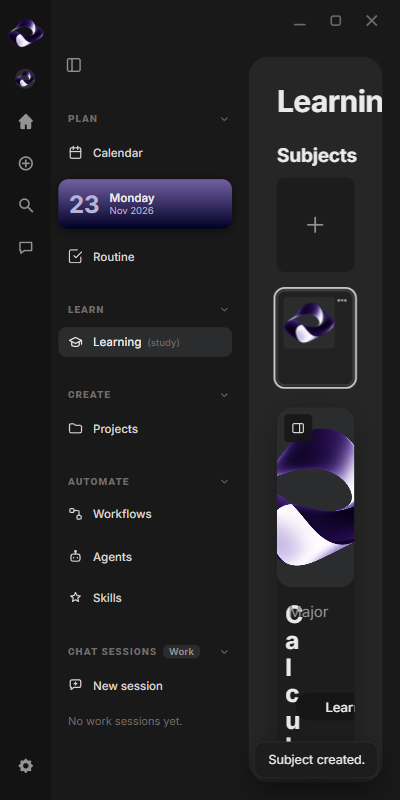 Learnin
Subjects
PLAN
Calendar
23 Monday
Nov 2026
Routine
LEARN
Learning (study)
CREATE
Projects
AUTOMATE
Workflows
Agents
Skills
CHAT SESSIONS Work
New session
No work sessions yet.
Major
C
a
l
c
u
Lear
Subject created.